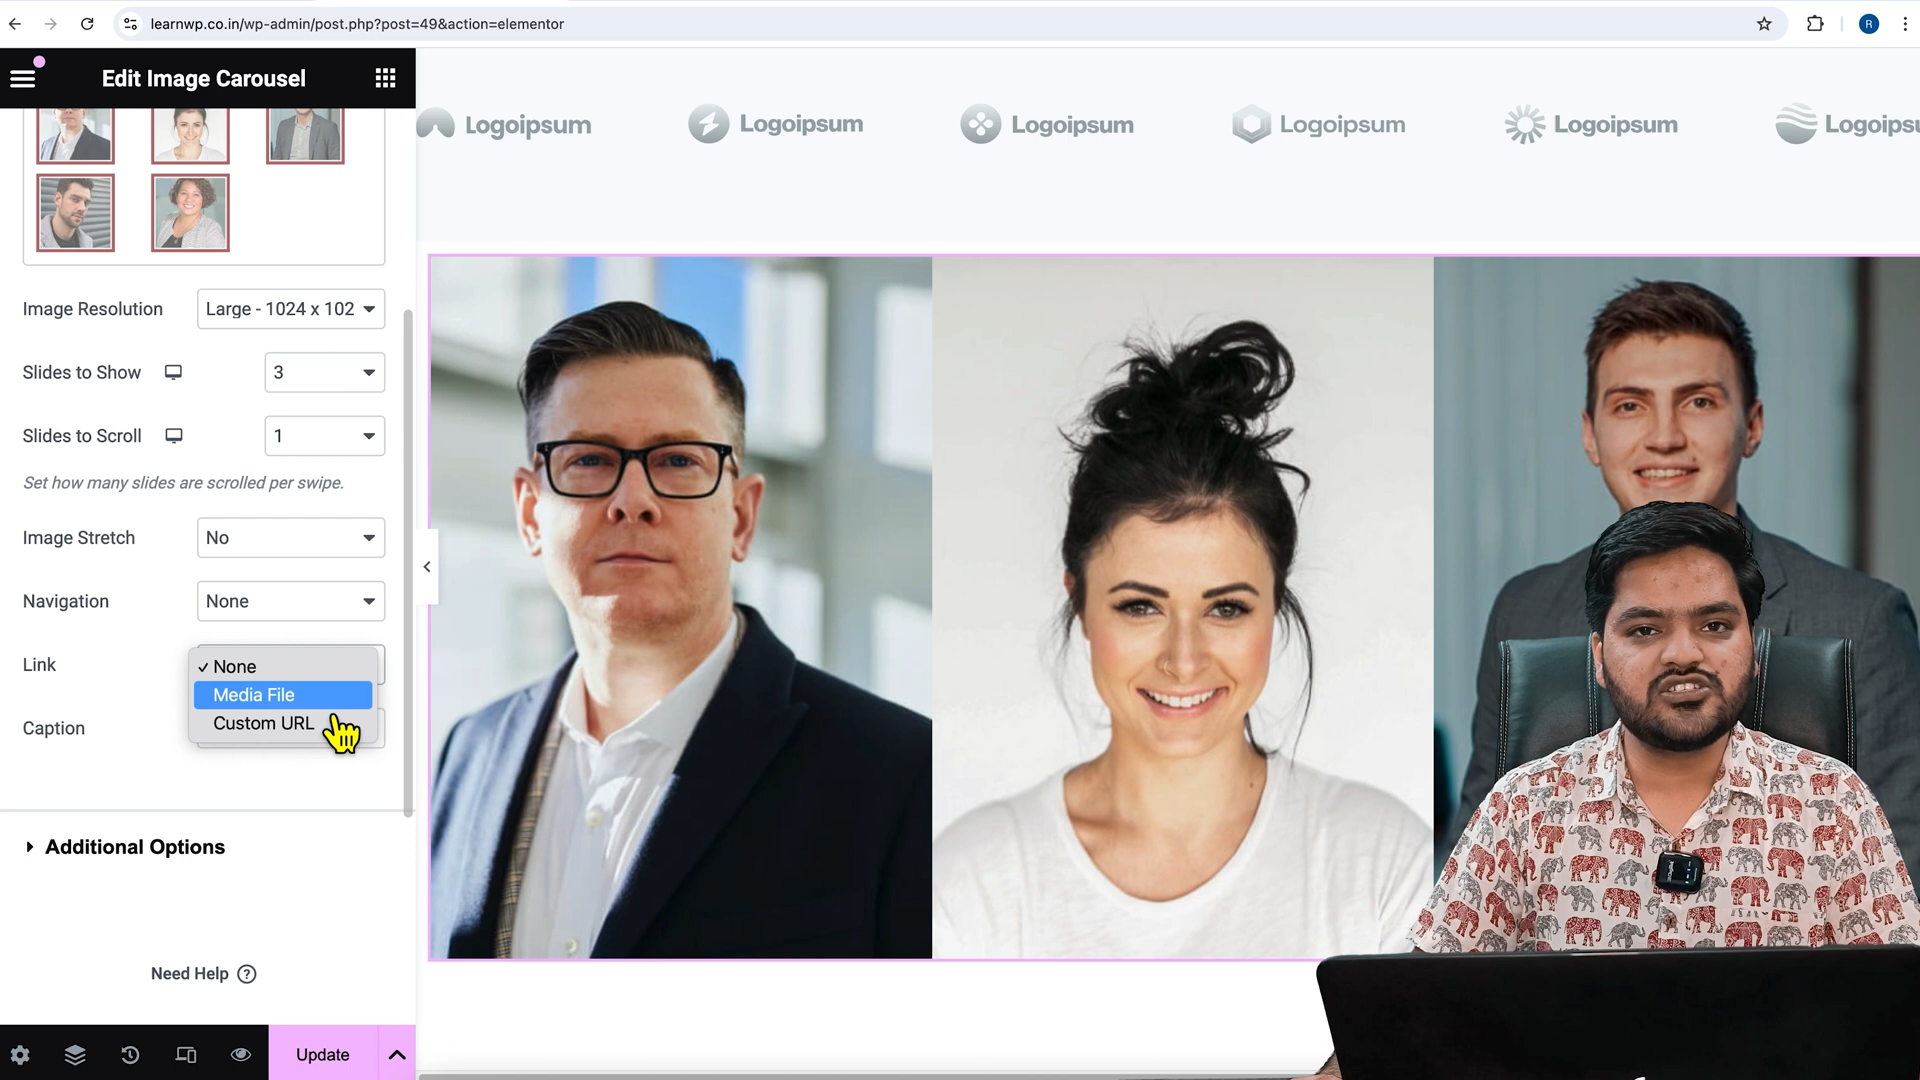 learnwp.co.in/wp-admin/post.php?post=49&action=elementor
R
Edit Image Carousel
Logoipsum
Logoipsum
Logoipsum
Logoipsum
Logoipsum
Logoipsu
Image Resolution
Large - 1024 x 102
Slides to Show
3
Slides to Scroll
1
Set how many slides are scrolled per swipe.
Image Stretch
No
Navigation
None
Link
✓ None
Media File
Custom URL
Caption
Additional Options
Need Help ?
Update